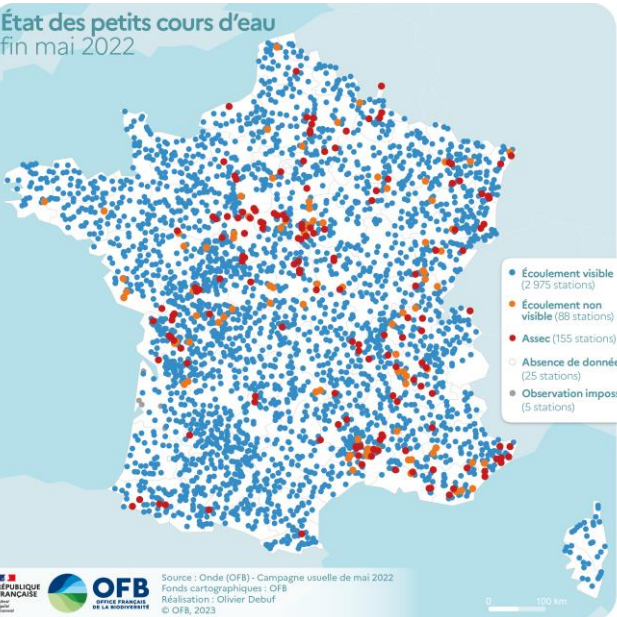 État des petits cours d'eau
fin mai 2022
Écoulement visible
(2 975 stations)
Écoulement non
visible (88 stations)
Assec (155 stations)
Absence de donnée
(25 stations)
Observation imposs
(5 stations)
RÉPUBLIQUE
FRANÇAISE
OFB
OFFICE FRANÇAIS
DE LA BIODIVERSITÉ
Source : Onde (OFB) - Campagne usuelle de mai 2022
Fonds cartographiques : OFB
Réalisation : Olivier Debuf
© OFB, 2023
0 100 km